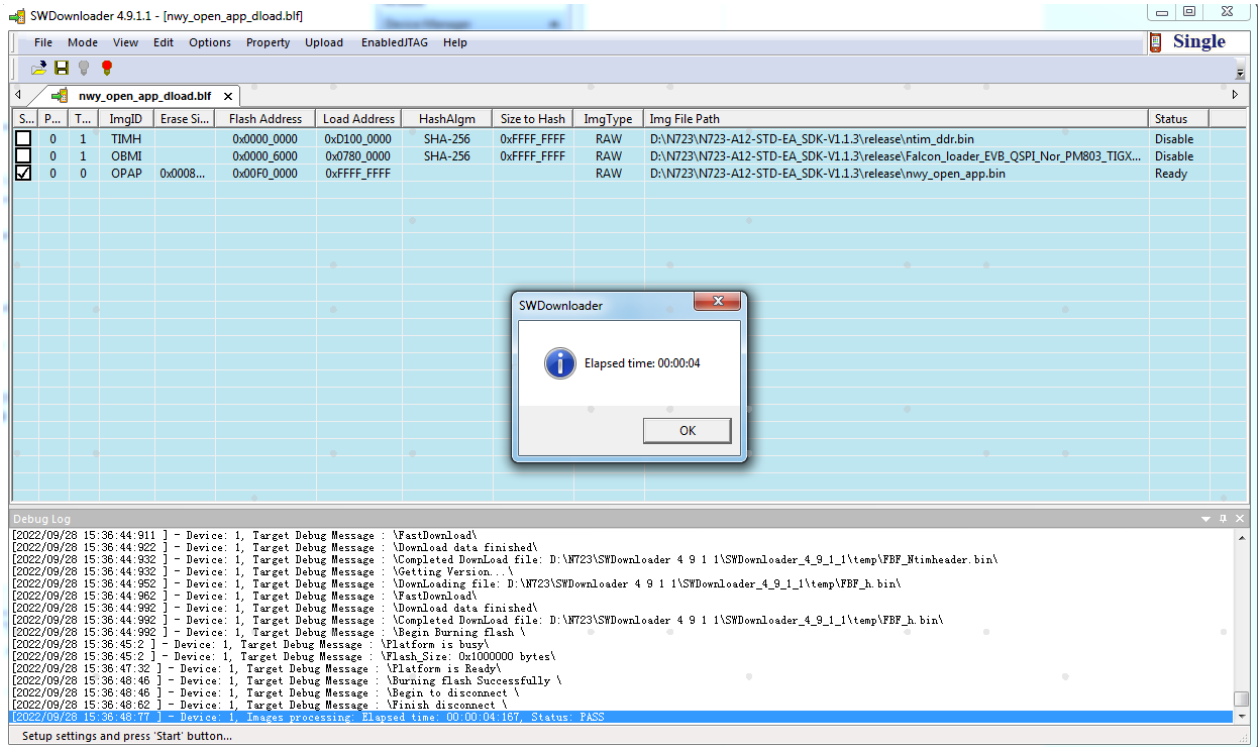 SWDownloader 4.9.1.1 - [nwy_open_app_dload.blf]
File Mode View Edit Options Property Upload EnabledJTAG Help
Single
nwy_open_app_dload.blf x
S... P... T... ImgID Erase Si... Flash Address Load Address HashAlgm Size to Hash ImgType Img File Path Status
0 1 TIMH 0x0000_0000 0xD100_0000 SHA-256 0xFFFF_FFFF RAW D:\N723\N723-A12-STD-EA_SDK-V1.1.3\release\ntim_ddr.bin Disable
0 1 OBMI 0x0000_6000 0x0780_0000 SHA-256 0xFFFF_FFFF RAW D:\N723\N723-A12-STD-EA_SDK-V1.1.3\release\Falcon_loader_EVB_QSPI_Nor_PM803_TIGX... Disable
0 0 OPAP 0x0008... 0x00F0_0000 0xFFFF_FFFF RAW D:\N723\N723-A12-STD-EA_SDK-V1.1.3\release\nwy_open_app.bin Ready
SWDownloader
Elapsed time: 00:00:04
OK
Debug Log
[2022/09/28 15:36:44:911 ] - Device: 1, Target Debug Message : \FastDownload\
[2022/09/28 15:36:44:922 ] - Device: 1, Target Debug Message : \Download data finished\
[2022/09/28 15:36:44:932 ] - Device: 1, Target Debug Message : \Completed DownLoad file: D:\N723\SWDownloader 4 9 1 1\SWDownloader_4_9_1_1\temp\FBF_Ntimheader.bin\
[2022/09/28 15:36:44:932 ] - Device: 1, Target Debug Message : \Getting Version...\
[2022/09/28 15:36:44:952 ] - Device: 1, Target Debug Message : \DownLoading file: D:\N723\SWDownloader 4 9 1 1\SWDownloader_4_9_1_1\temp\FBF_h.bin\
[2022/09/28 15:36:44:962 ] - Device: 1, Target Debug Message : \FastDownload\
[2022/09/28 15:36:44:992 ] - Device: 1, Target Debug Message : \Download data finished\
[2022/09/28 15:36:44:992 ] - Device: 1, Target Debug Message : \Completed DownLoad file: D:\N723\SWDownloader 4 9 1 1\SWDownloader_4_9_1_1\temp\FBF_h.bin\
[2022/09/28 15:36:44:992 ] - Device: 1, Target Debug Message : \Begin Burning flash \
[2022/09/28 15:36:45:2 ] - Device: 1, Target Debug Message : \Platform is busy\
[2022/09/28 15:36:45:2 ] - Device: 1, Target Debug Message : \Flash_Size: 0x1000000 bytes\
[2022/09/28 15:36:47:32 ] - Device: 1, Target Debug Message : \Platform is Ready\
[2022/09/28 15:36:48:46 ] - Device: 1, Target Debug Message : \Burning flash Successfully \
[2022/09/28 15:36:48:46 ] - Device: 1, Target Debug Message : \Begin to disconnect \
[2022/09/28 15:36:48:62 ] - Device: 1, Target Debug Message : \Finish disconnect \
[2022/09/28 15:36:48:77 ] - Device: 1, Images processing: Elapsed time: 00:00:04:167, Status: PASS
Setup settings and press 'Start' button...